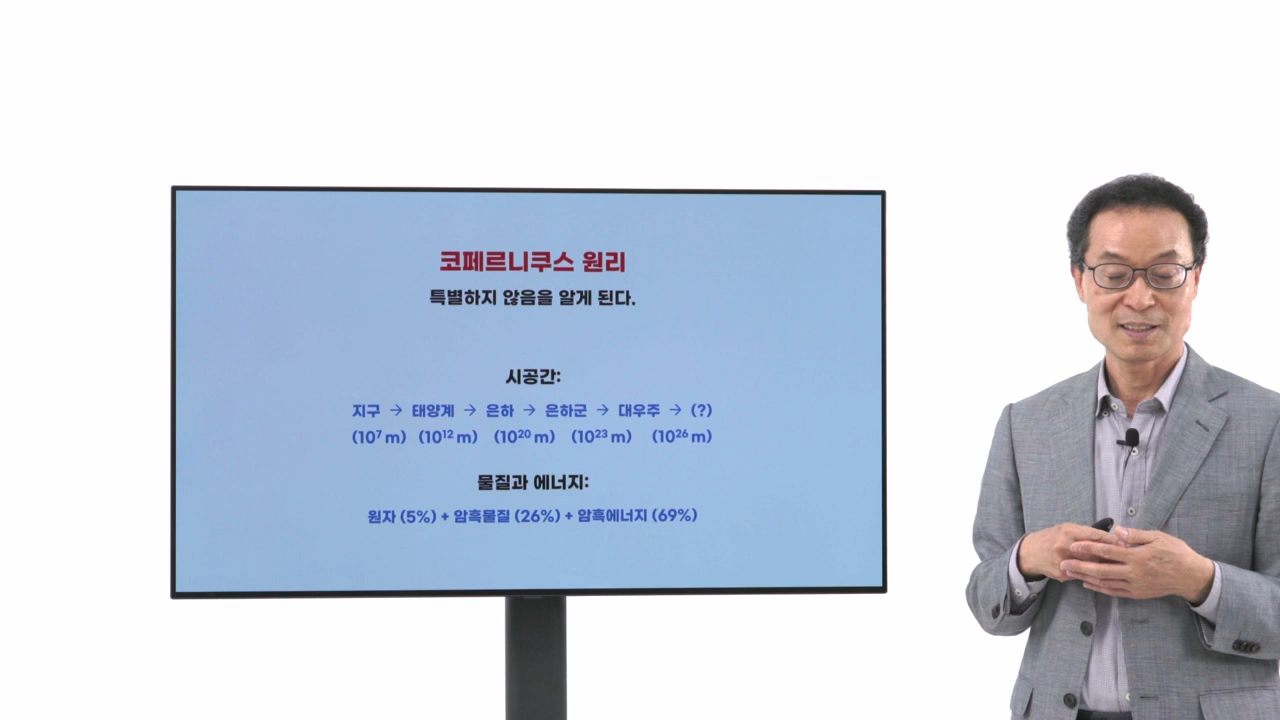 코페르니쿠스 원리
특별하지 않음을 알게 된다.
시공간:
지구 → 태양계 → 은하 → 은하군 → 대우주 → (?)
(10⁷ m) (10¹² m) (10²⁰ m) (10²³ m) (10²⁶ m)
물질과 에너지:
원자 (5%) + 암흑물질 (26%) + 암흑에너지 (69%)